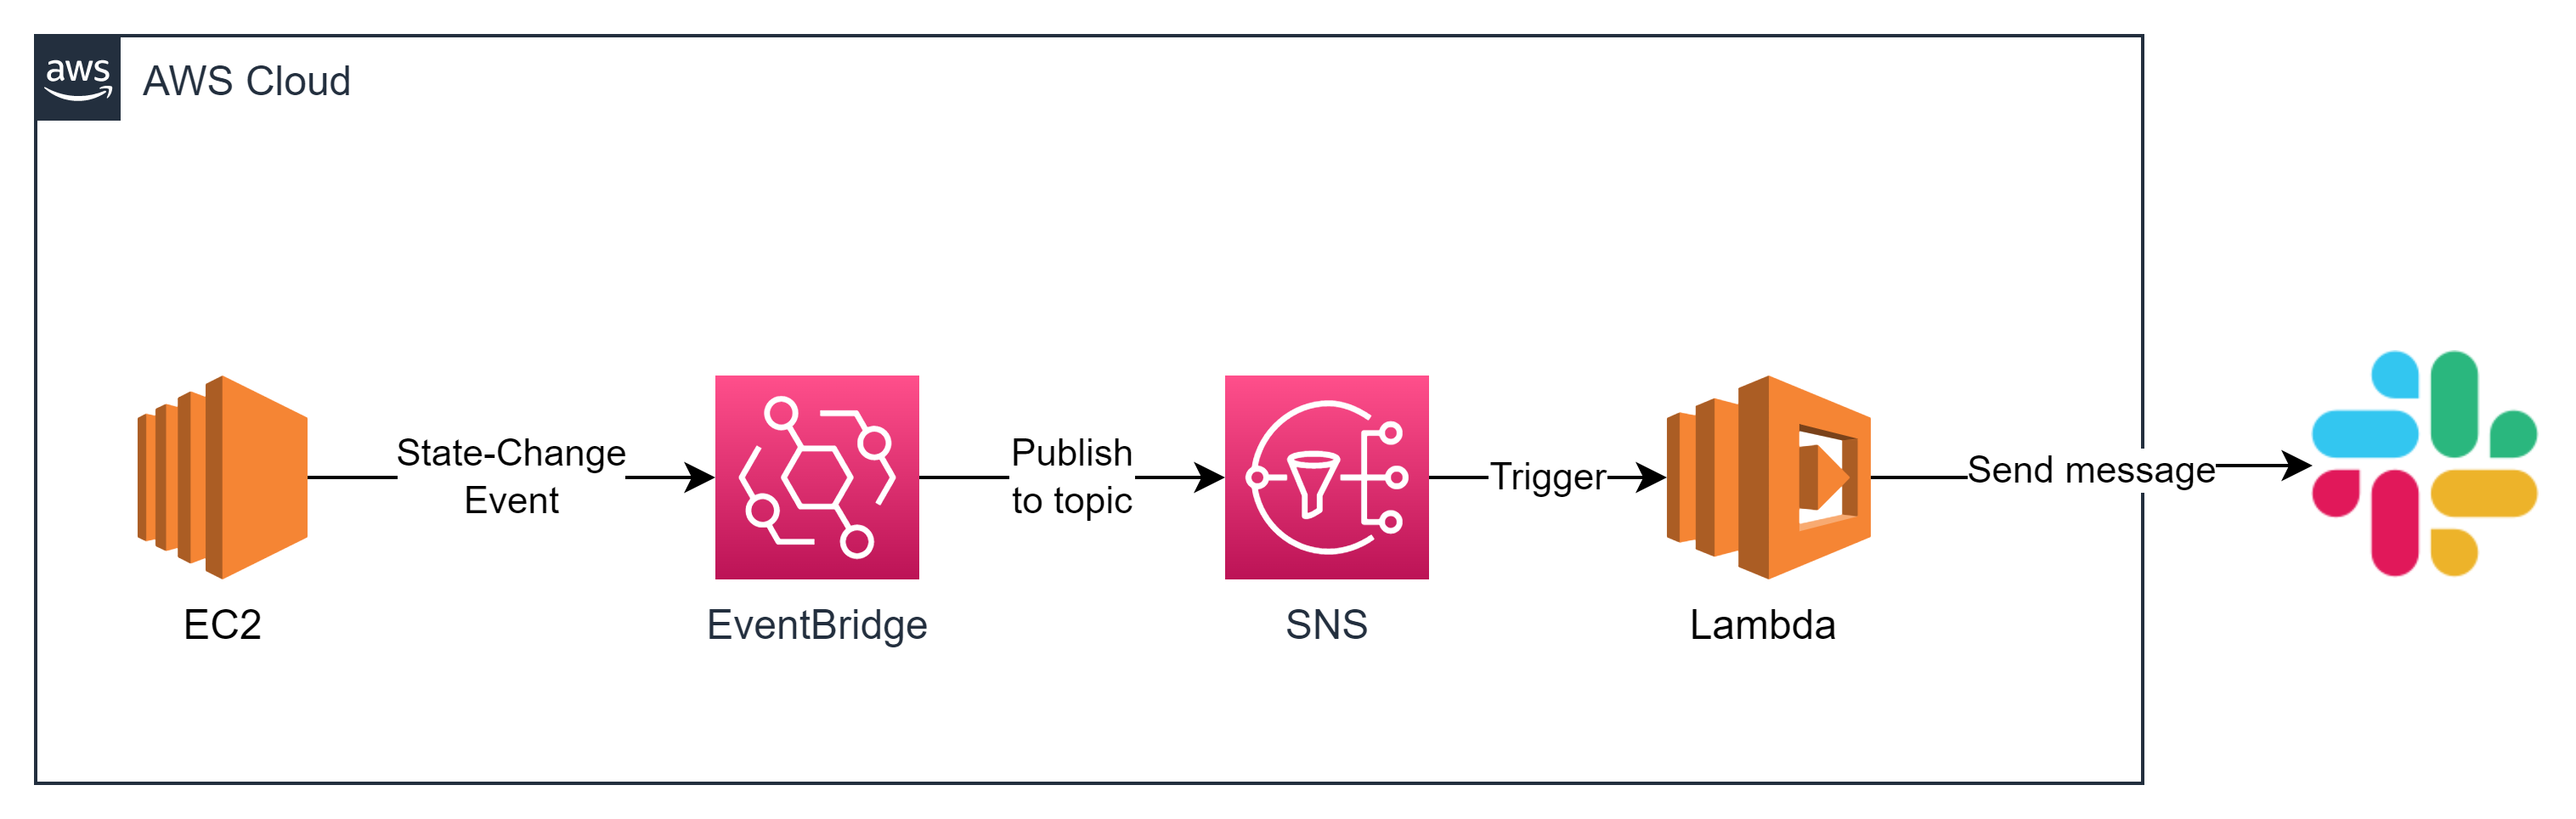 aws
AWS Cloud
State-Change
Event
Publish
to topic
Trigger
Send message
EC2
EventBridge
SNS
Lambda